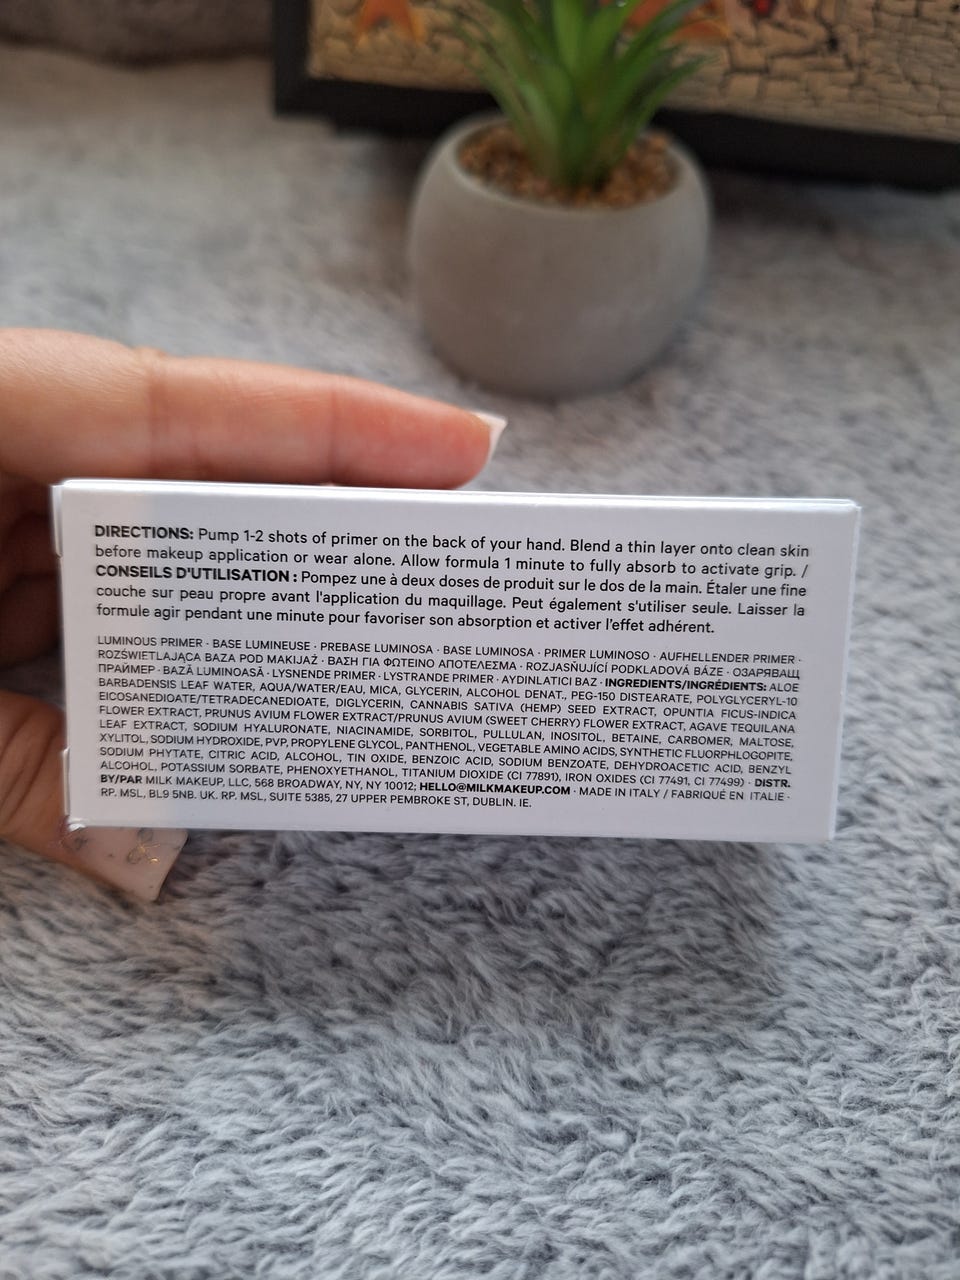 DIRECTIONS: Pump 1-2 shots of primer on the back of your hand. Blend a thin layer onto clean skin
before makeup application or wear alone. Allow formula 1 minute to fully absorb to activate grip. /
CONSEILS D'UTILISATION : Pompez une à deux doses de produit sur le dos de la main. Étaler une fine
couche sur peau propre avant l'application du maquillage. Peut également s'utiliser seule. Laisser la
formule agir pendant une minute pour favoriser son absorption et activer l'effet adhérent.
LUMINOUS PRIMER · BASE LUMINEUSE · PREBASE LUMINOSA · BASE LUMINOSA · PRIMER LUMINOSO · AUFHELLENDER PRIMER ·
ROZŚWIETLAJĄCA BAZA POD MAKIJAŻ · ΒΑΣΗ ΓΙΑ ΦΩΤΕΙΝΟ ΑΠΟΤΕΛΕΣΜΑ · ROZJASŇUJÍCÍ PODKLADOVÁ BÁZE · ОЗАРЯВАЩ
ПРАЙМЕР · BAZĂ LUMINOASĂ · LYSNENDE PRIMER · LYSTRANDE PRIMER · AYDINLATICI BAZ · INGREDIENTS/INGRÉDIENTS: ALOE
BARBADENSIS LEAF WATER, AQUA/WATER/EAU, MICA, GLYCERIN, ALCOHOL DENAT., PEG-150 DISTEARATE, POLYGLYCERYL-10
EICOSANEDIOATE/TETRADECANEDIOATE, DIGLYCERIN, CANNABIS SATIVA (HEMP) SEED EXTRACT, OPUNTIA FICUS-INDICA
FLOWER EXTRACT, PRUNUS AVIUM FLOWER EXTRACT/PRUNUS AVIUM (SWEET CHERRY) FLOWER EXTRACT, AGAVE TEQUILANA
LEAF EXTRACT, SODIUM HYALURONATE, NIACINAMIDE, SORBITOL, PULLULAN, INOSITOL, BETAINE, CARBOMER, MALTOSE,
XYLITOL, SODIUM HYDROXIDE, PVP, PROPYLENE GLYCOL, PANTHENOL, VEGETABLE AMINO ACIDS, SYNTHETIC FLUORPHLOGOPITE,
SODIUM PHYTATE, CITRIC ACID, ALCOHOL, TIN OXIDE, BENZOIC ACID, SODIUM BENZOATE, DEHYDROACETIC ACID, BENZYL
ALCOHOL, POTASSIUM SORBATE, PHENOXYETHANOL, TITANIUM DIOXIDE (CI 77891), IRON OXIDES (CI 77491, CI 77499) · DISTR.
BY/PAR MILK MAKEUP, LLC, 568 BROADWAY, NY, NY 10012; HELLO@MILKMAKEUP.COM · MADE IN ITALY / FABRIQUÉ EN ITALIE ·
RP. MSL, BL9 5NB. UK. RP. MSL, SUITE 5385, 27 UPPER PEMBROKE ST, DUBLIN. IE.